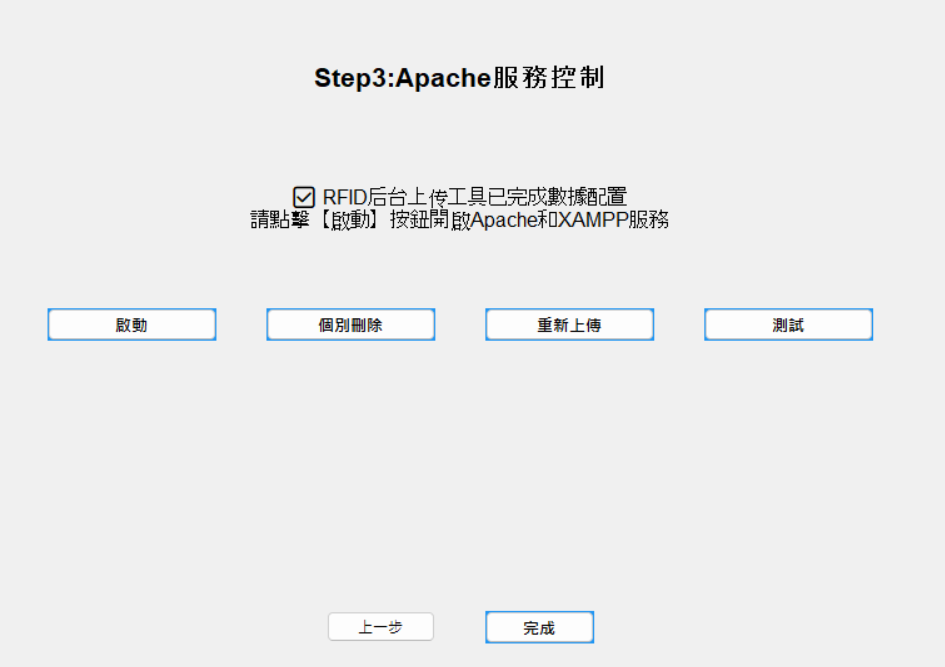 Step3:Apache服務控制
☑ RFID后台上传工具已完成數據配置
請點擊【啟動】按鈕開啟Apache和XAMPP服務
啟動
個別刪除
重新上傳
測試
上一步
完成